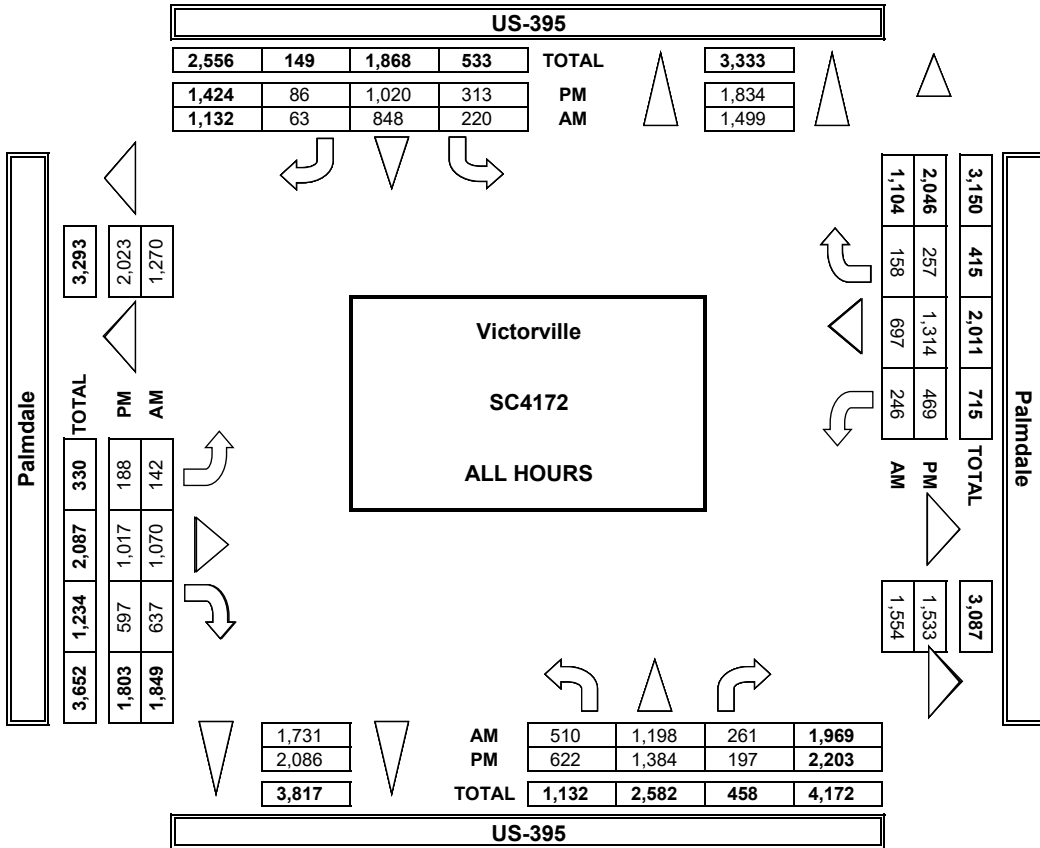 US-395
2,556 149 1,868 533 TOTAL 3,333
1,424 86 1,020 313 PM 1,834
1,132 63 848 220 AM 1,499
Palmdale
3,293
2,023
1,270
TOTAL
PM
AM
330 2,087 1,234 3,652
188 1,017 597 1,803
142 1,070 637 1,849
Victorville
SC4172
ALL HOURS
3,150 415 2,011 715 TOTAL
2,046 257 1,314 469 PM
1,104 158 697 246 AM
3,087
1,533
1,554
Palmdale
1,731 AM 510 1,198 261 1,969
2,086 PM 622 1,384 197 2,203
3,817 TOTAL 1,132 2,582 458 4,172
US-395